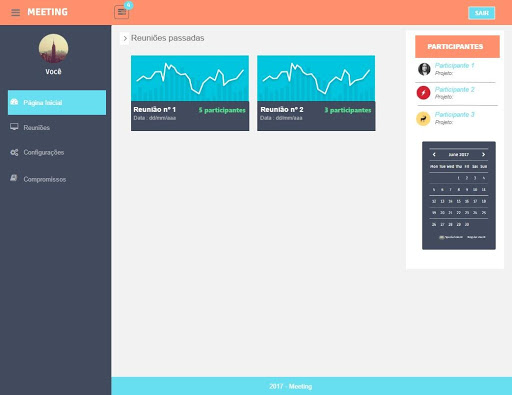 MEETING
SAIR
Você
Página Inicial
Reuniões
Configurações
Compromissos
Reuniões passadas
Reunião nº 1
5 participantes
Data : dd/mm/aaa
Reunião nº 2
3 participantes
Data : dd/mm/aaa
PARTICIPANTES
Participante 1
Projeto:
Participante 2
Projeto:
Participante 3
Projeto:
June 2017
Mon Tue Wed Thu Fri Sat Sun
1 2 3 4
5 6 7 8 9 10 11
12 13 14 15 16 17 18
19 20 21 22 23 24 25
26 27 28 29 30
2017 - Meeting